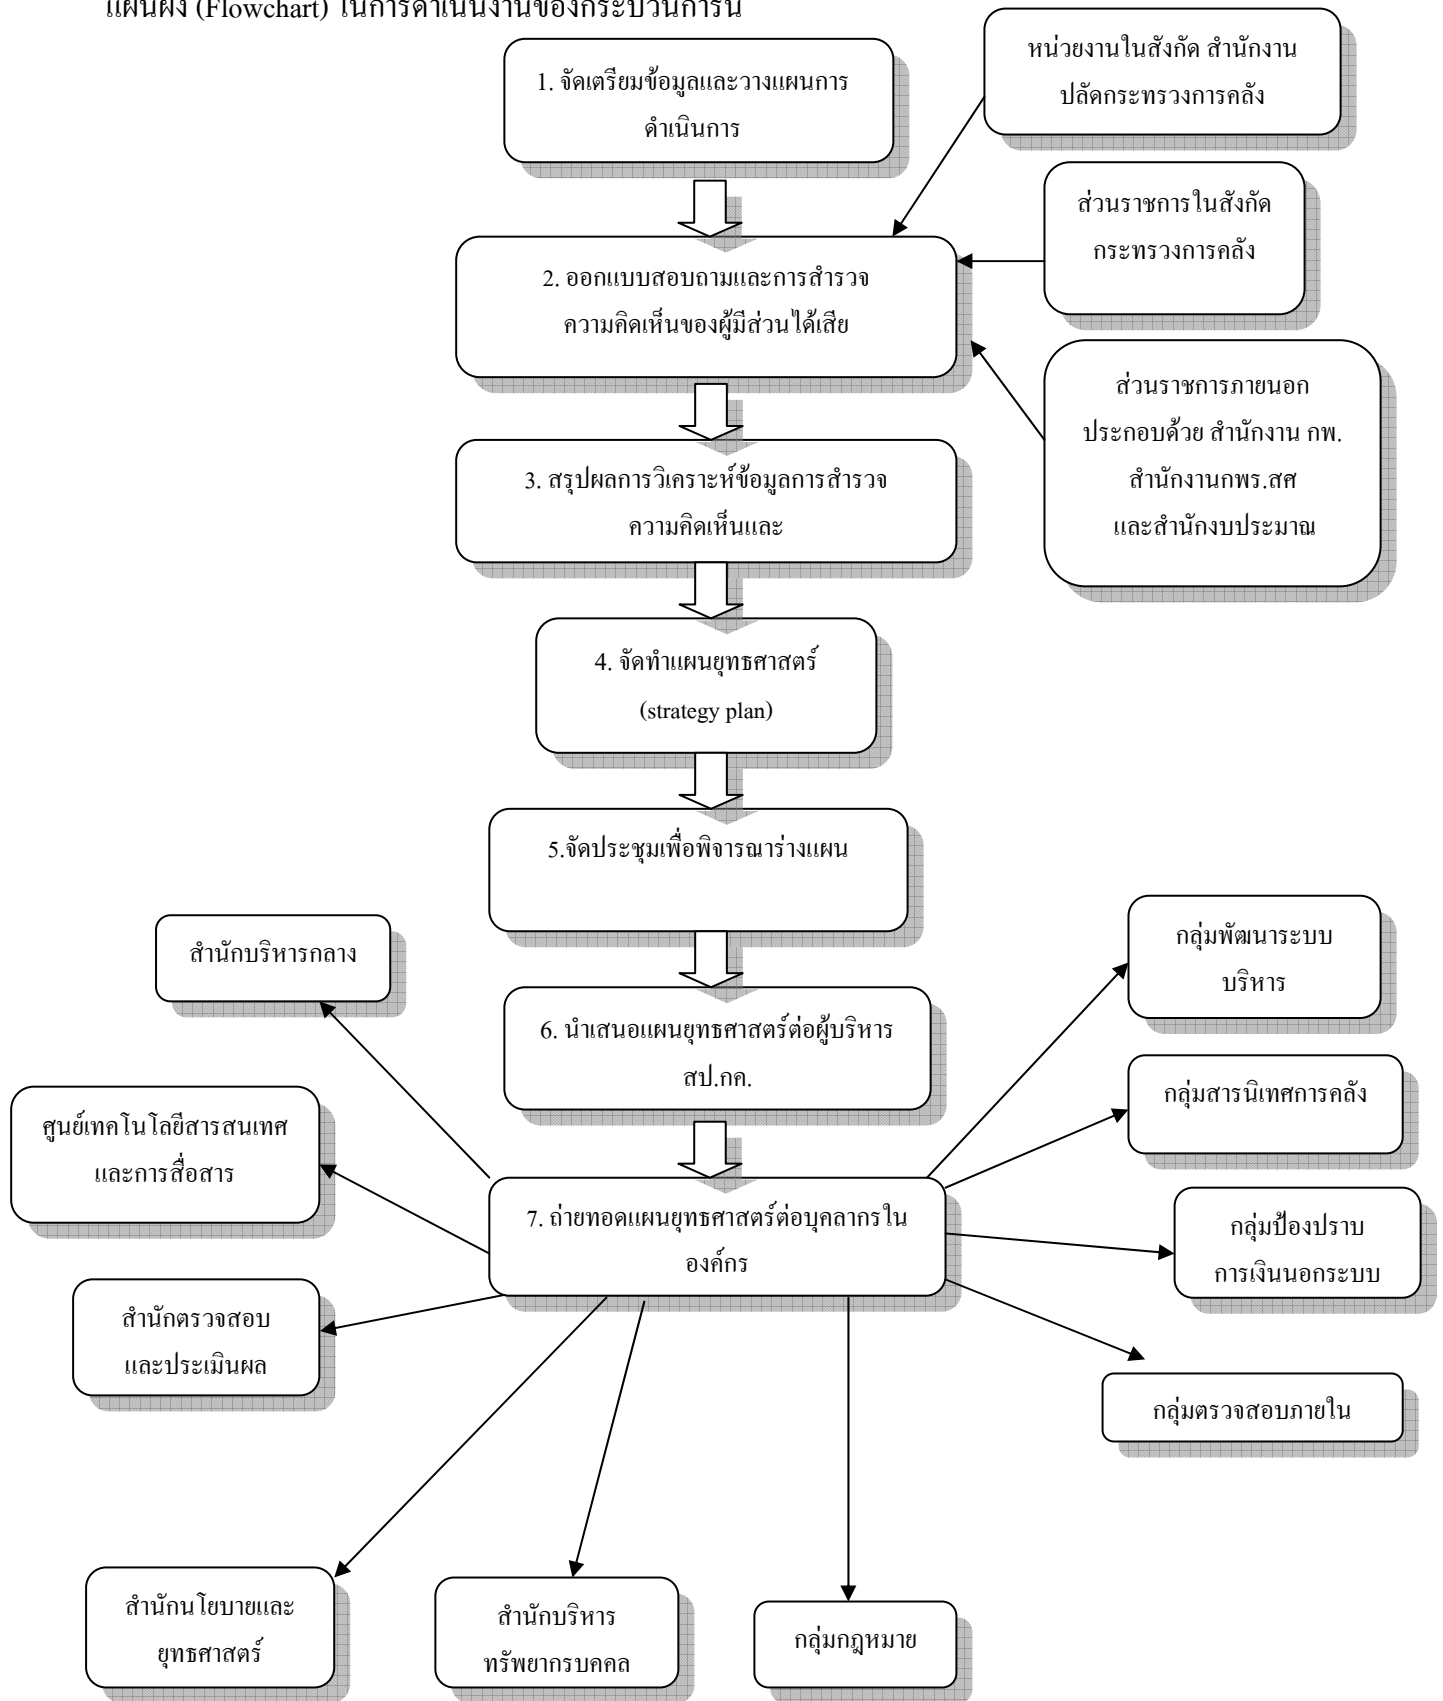 แผนผัง (Flowchart) ในการดำเนินงานของกระบวนการนี้
1. จัดเตรียมข้อมูลและวางแผนการ
ดำเนินการ
หน่วยงานในสังกัด สำนักงาน
ปลัดกระทรวงการคลัง
ส่วนราชการในสังกัด
กระทรวงการคลัง
2. ออกแบบสอบถามและการสำรวจ
ความคิดเห็นของผู้มีส่วนได้เสีย
ส่วนราชการภายนอก
ประกอบด้วย สำนักงาน กพ.
สำนักงานกพร.สศ
และสำนักงบประมาณ
3. สรุปผลการวิเคราะห์ข้อมูลการสำรวจ
ความคิดเห็นและ
4. จัดทำแผนยุทธศาสตร์
(strategy plan)
5.จัดประชุมเพื่อพิจารณาร่างแผน
6. นำเสนอแผนยุทธศาสตร์ต่อผู้บริหาร
สป.กค.
7. ถ่ายทอดแผนยุทธศาสตร์ต่อบุคลากรใน
องค์กร
สำนักบริหารกลาง
ศูนย์เทคโนโลยีสารสนเทศ
และการสื่อสาร
สำนักตรวจสอบ
และประเมินผล
สำนักนโยบายและ
ยุทธศาสตร์
สำนักบริหาร
ทรัพยากรบคคล
กลุ่มกฎหมาย
กลุ่มพัฒนาระบบ
บริหาร
กลุ่มสารนิเทศการคลัง
กลุ่มป้องปราบ
การเงินนอกระบบ
กลุ่มตรวจสอบภายใน